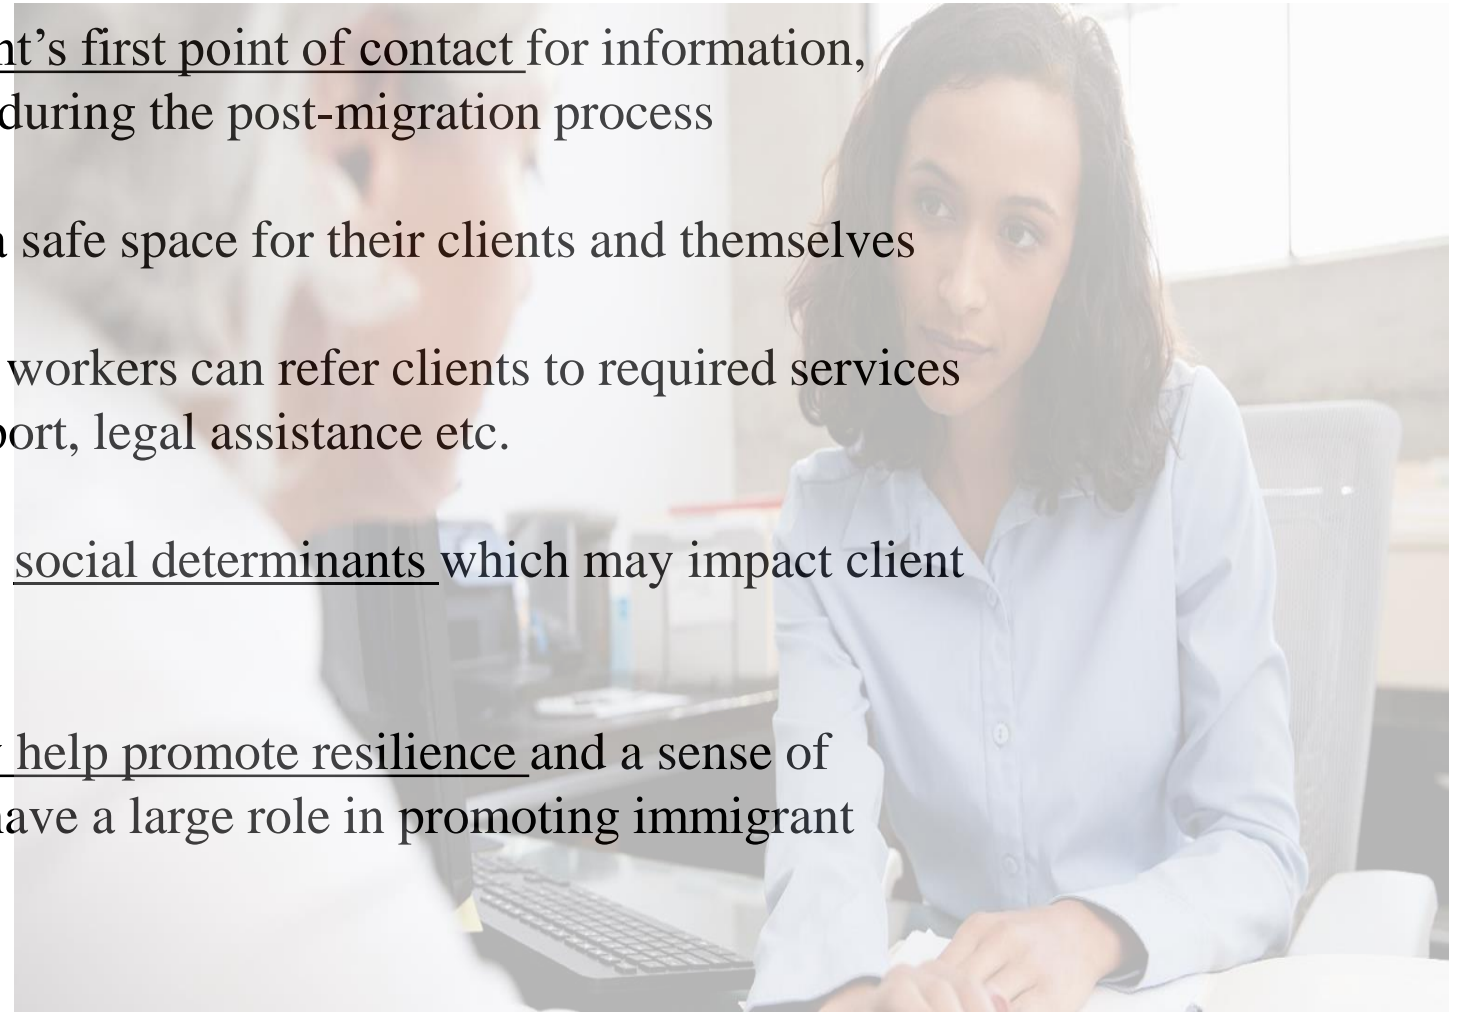 nt’s first point of contact for information,
during the post-migration process
a safe space for their clients and themselves
workers can refer clients to required services
port, legal assistance etc.
social determinants which may impact client
help promote resilience and a sense of
have a large role in promoting immigrant